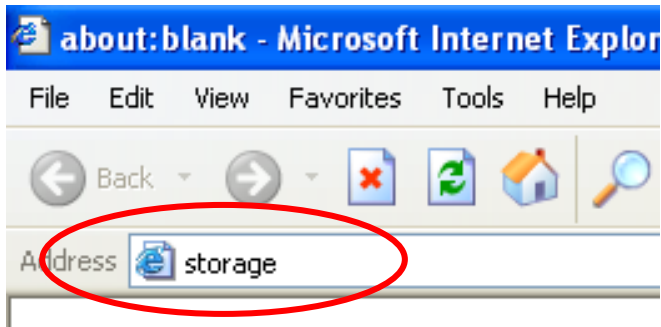 about:blank - Microsoft Internet Explor
File Edit View Favorites Tools Help
Back
Address storage